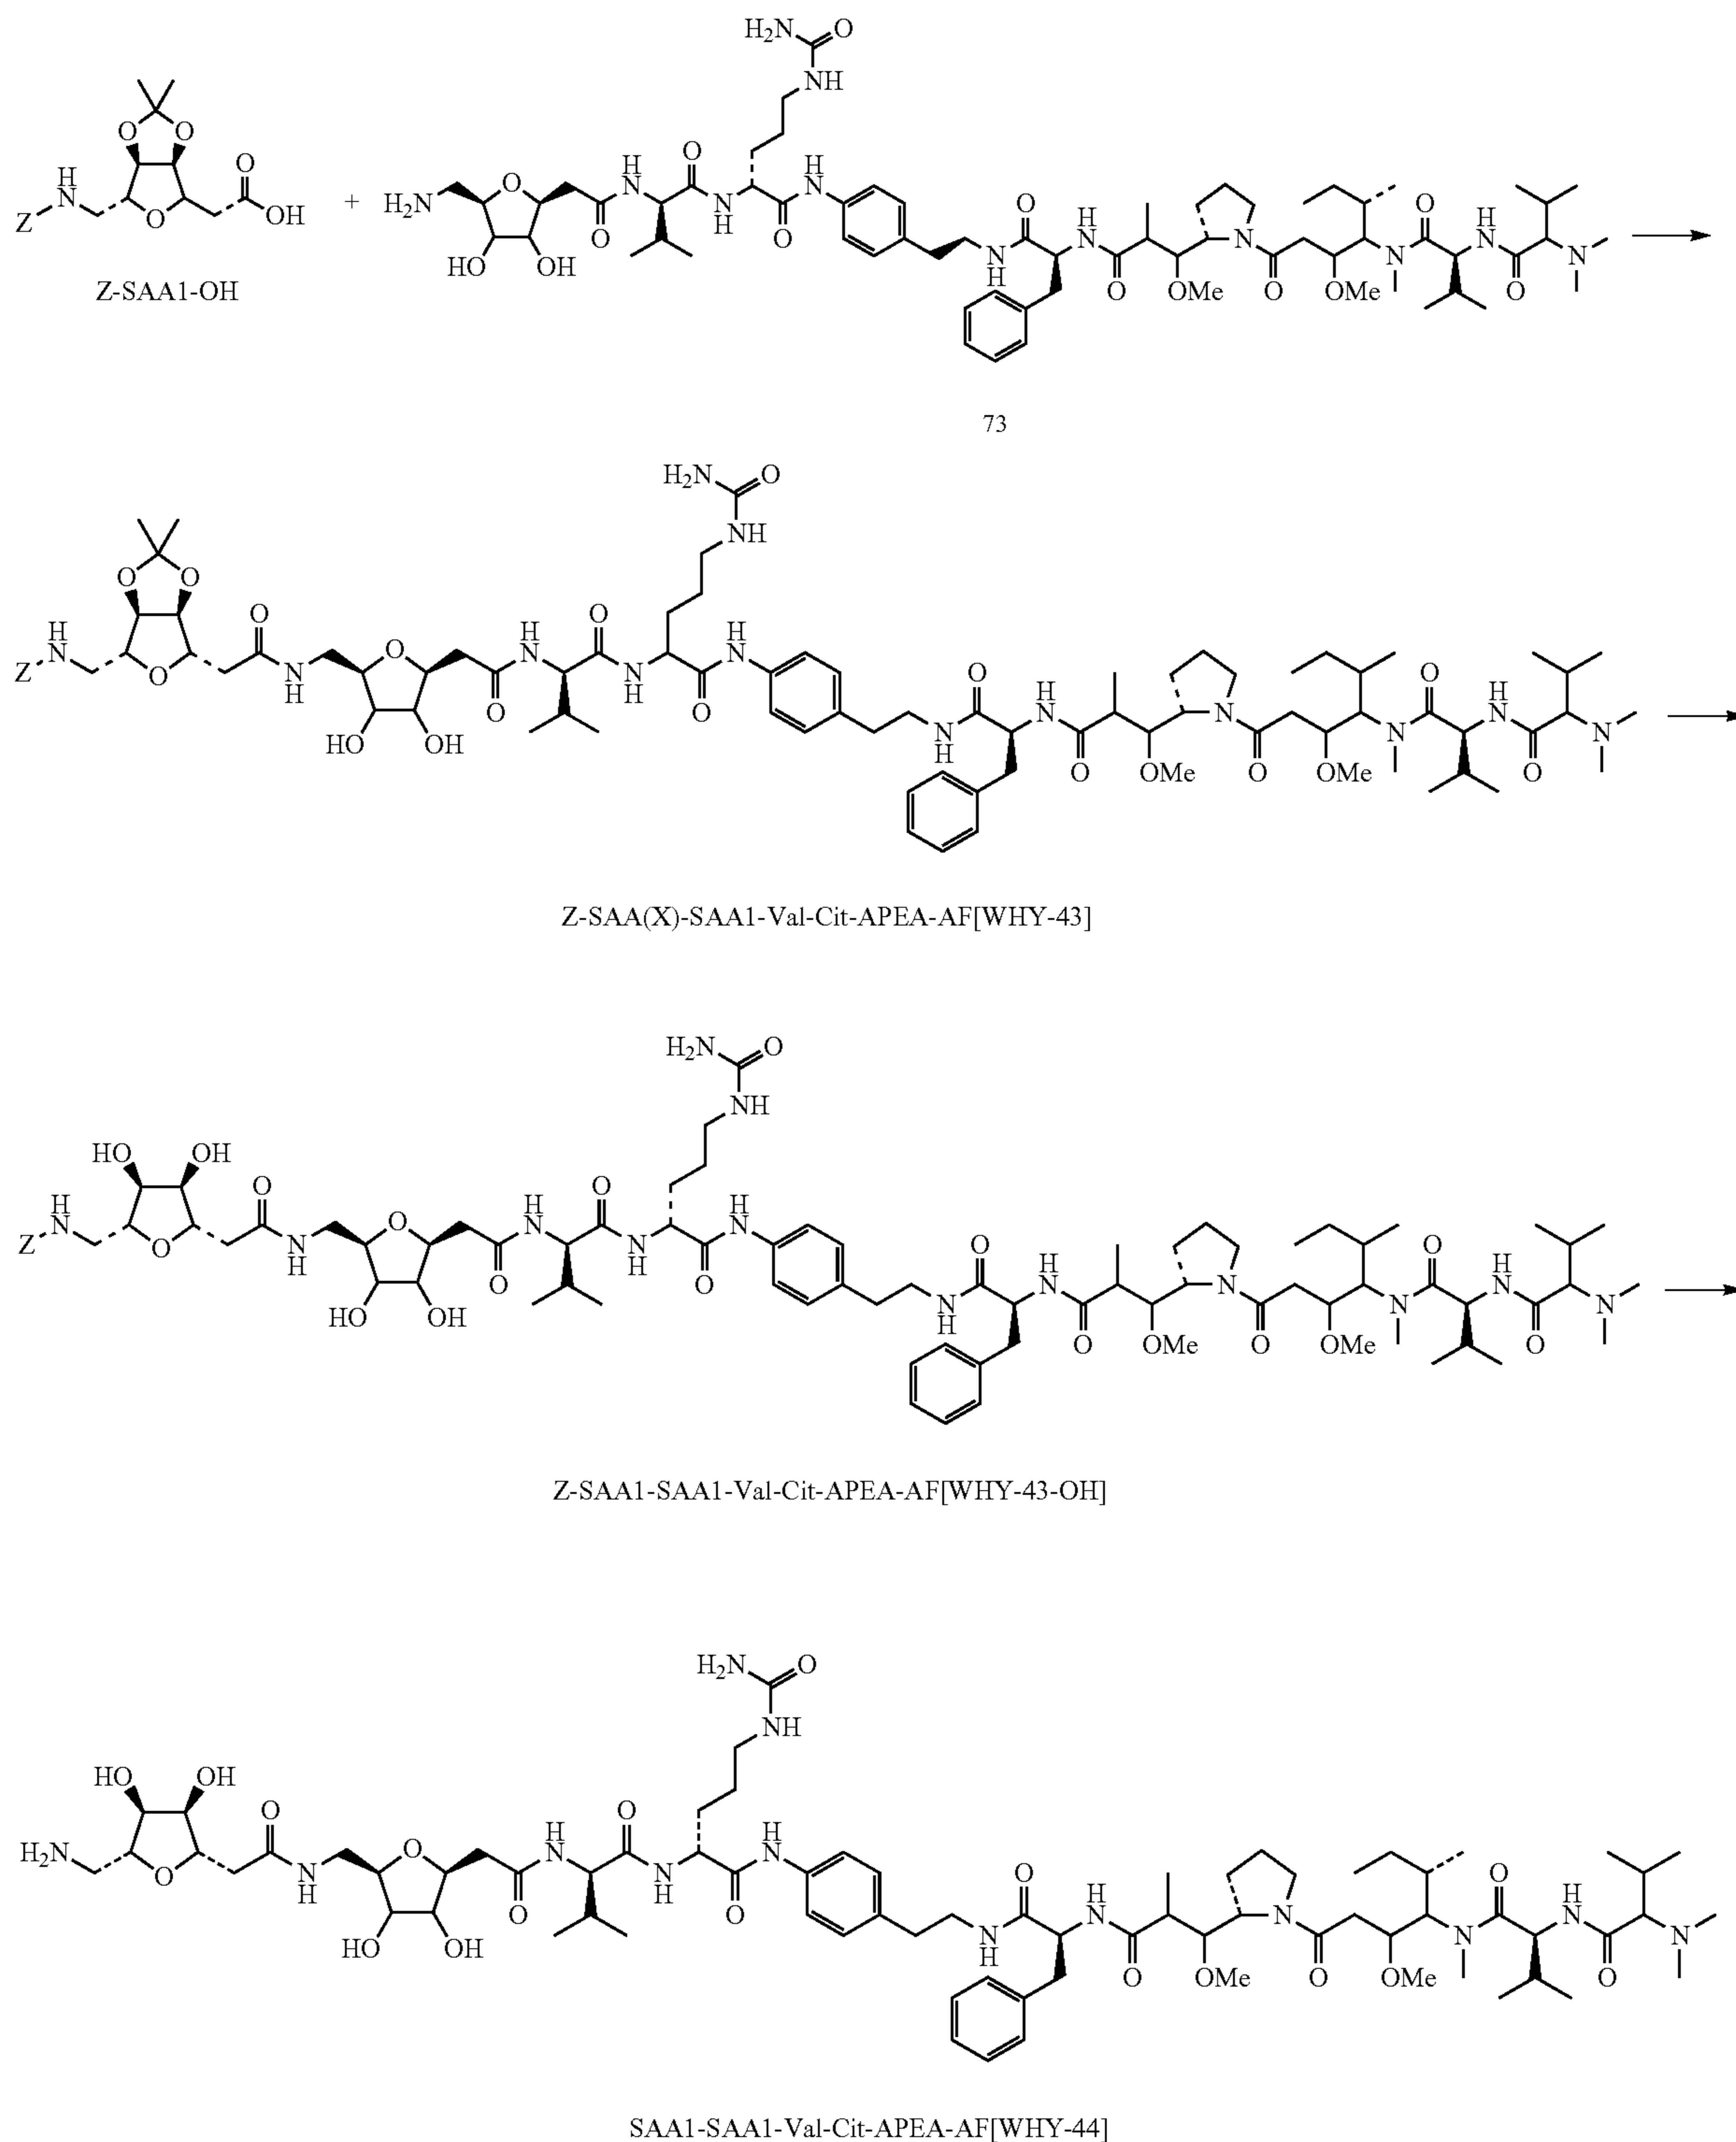 Z-SAA1-OH
+
73
Z-SAA(X)-SAA1-Val-Cit-APEA-AF[WHY-43]
Z-SAA1-SAA1-Val-Cit-APEA-AF[WHY-43-OH]
SAA1-SAA1-Val-Cit-APEA-AF[WHY-44]